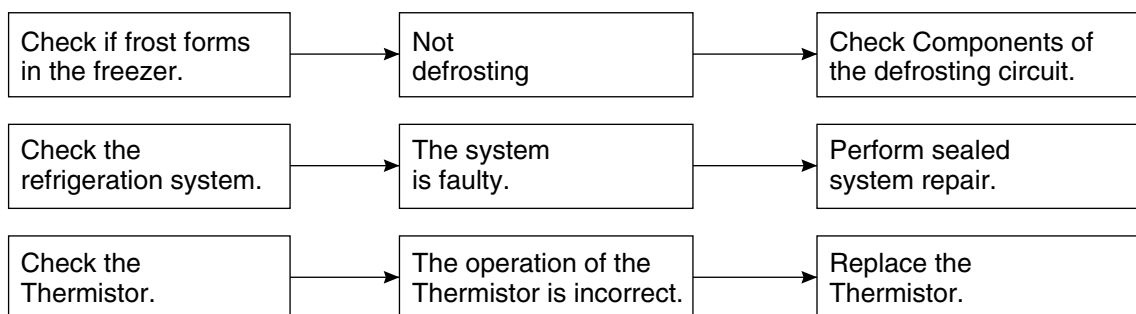 Check if frost forms
in the freezer.
Not
defrosting
Check Components of
the defrosting circuit.
Check the
refrigeration system.
The system
is faulty.
Perform sealed
system repair.
Check the
Thermistor.
The operation of the
Thermistor is incorrect.
Replace the
Thermistor.